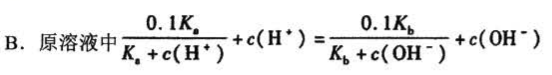 B. 原溶液中 \frac{0.1K_a}{K_a + c(H^+)} + c(H^+) = \frac{0.1K_b}{K_b + c(OH^-)} + c(OH^-)